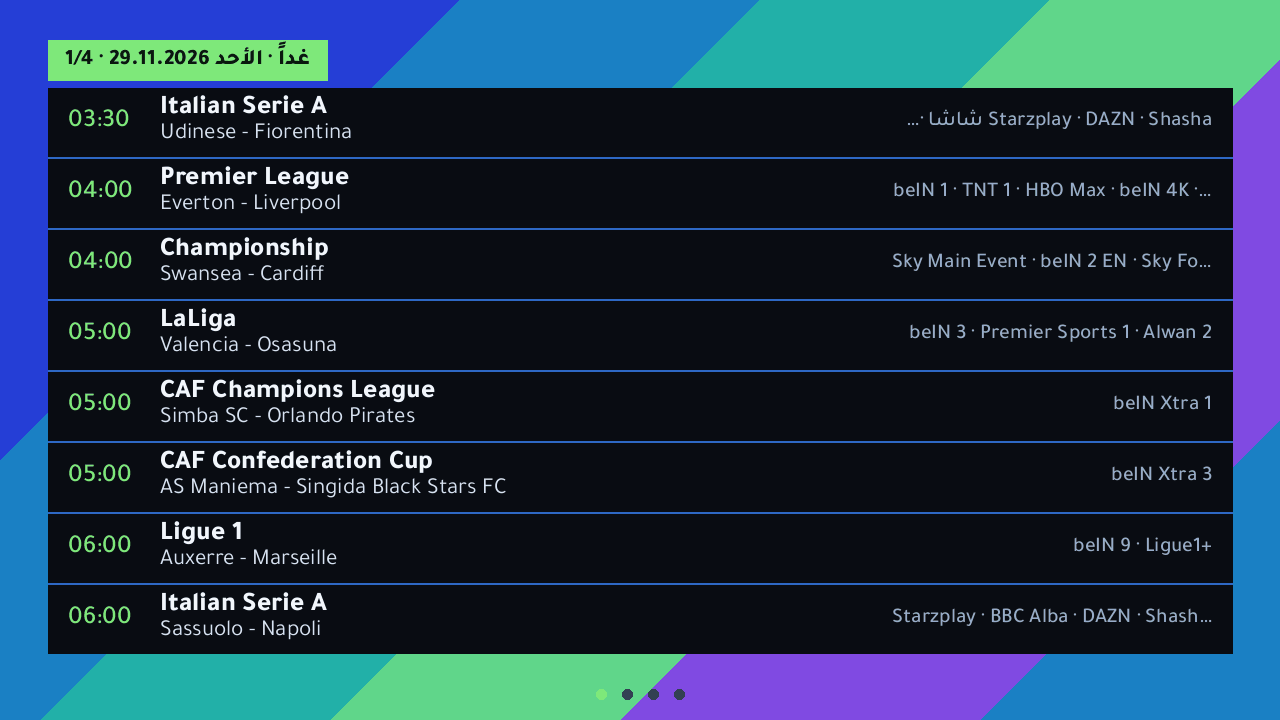 غداً · الأحد 29.11.2026 · 1/4
03:30 Italian Serie A
Udinese - Fiorentina
Starzplay · DAZN · Shasha شاشا ·...
04:00 Premier League
Everton - Liverpool
beIN 1 · TNT 1 · HBO Max · beIN 4K ·...
04:00 Championship
Swansea - Cardiff
Sky Main Event · beIN 2 EN · Sky Fo...
05:00 LaLiga
Valencia - Osasuna
beIN 3 · Premier Sports 1 · Alwan 2
05:00 CAF Champions League
Simba SC - Orlando Pirates
beIN Xtra 1
05:00 CAF Confederation Cup
AS Maniema - Singida Black Stars FC
beIN Xtra 3
06:00 Ligue 1
Auxerre - Marseille
beIN 9 · Ligue1+
06:00 Italian Serie A
Sassuolo - Napoli
Starzplay · BBC Alba · DAZN · Shash...